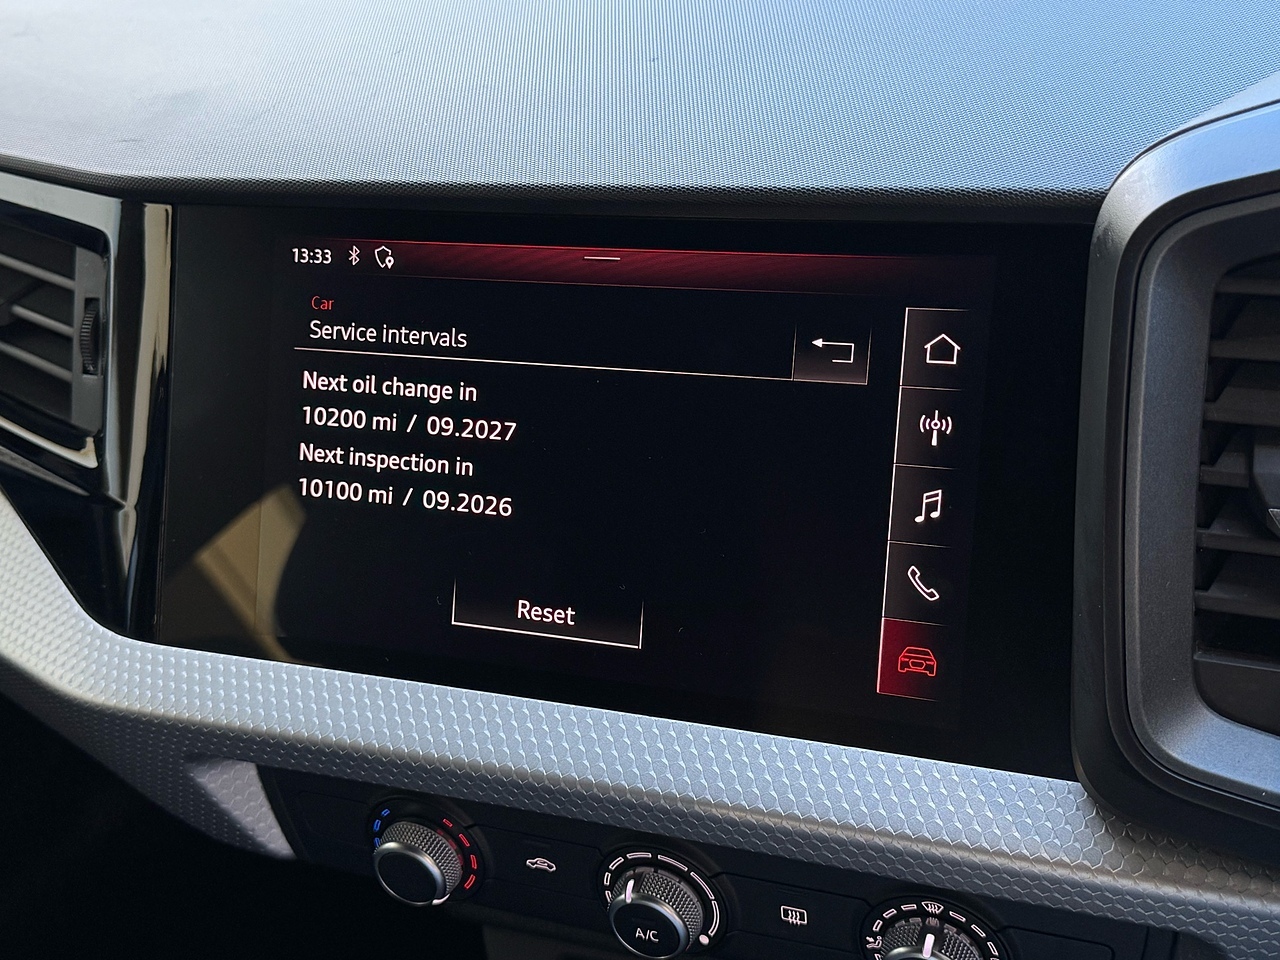 13:33
Car
Service intervals
Next oil change in
10200 mi / 09.2027
Next inspection in
10100 mi / 09.2026
Reset
A/C